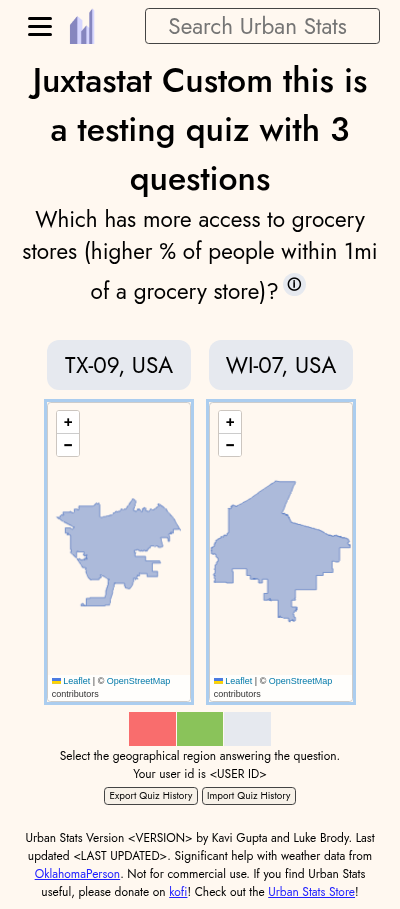 Search Urban Stats
Juxtastat Custom this is
a testing quiz with 3
questions
Which has more access to grocery
stores (higher % of people within 1mi
of a grocery store)? ⓘ
TX-09, USA
WI-07, USA
+
−
Leaflet | © OpenStreetMap
contributors
+
−
Leaflet | © OpenStreetMap
contributors
Select the geographical region answering the question.
Your user id is <USER ID>
Export Quiz History
Import Quiz History
Urban Stats Version <VERSION> by Kavi Gupta and Luke Brody. Last
updated <LAST UPDATED>. Significant help with weather data from
OklahomaPerson. Not for commercial use. If you find Urban Stats
useful, please donate on kofi! Check out the Urban Stats Store!